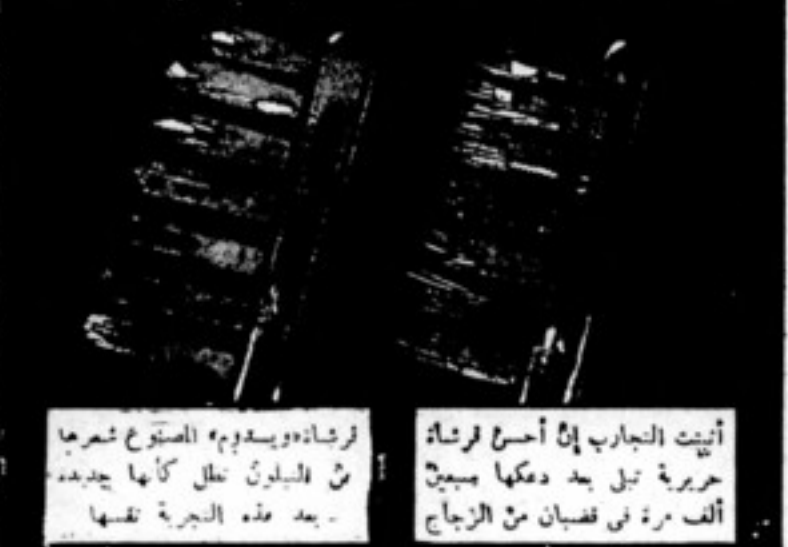 أثبتت التجارب إن أحسن فرشاة
حريرية تبلى بعد دعكها سبعين
ألف مرة فى قضبان من الزجاج
فرشاة «ويسدوم» المصنوع شعرها
من النيلون تظل كأنها جديدة
بعد هذه التجربة نفسها